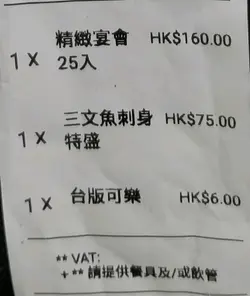 1 X 精緻宴會 HK$160.00
25入
1 X 三文魚刺身 HK$75.00
特盛
1 X 台版可樂 HK$6.00
** VAT:
+ ** 請提供餐具及/或飲管